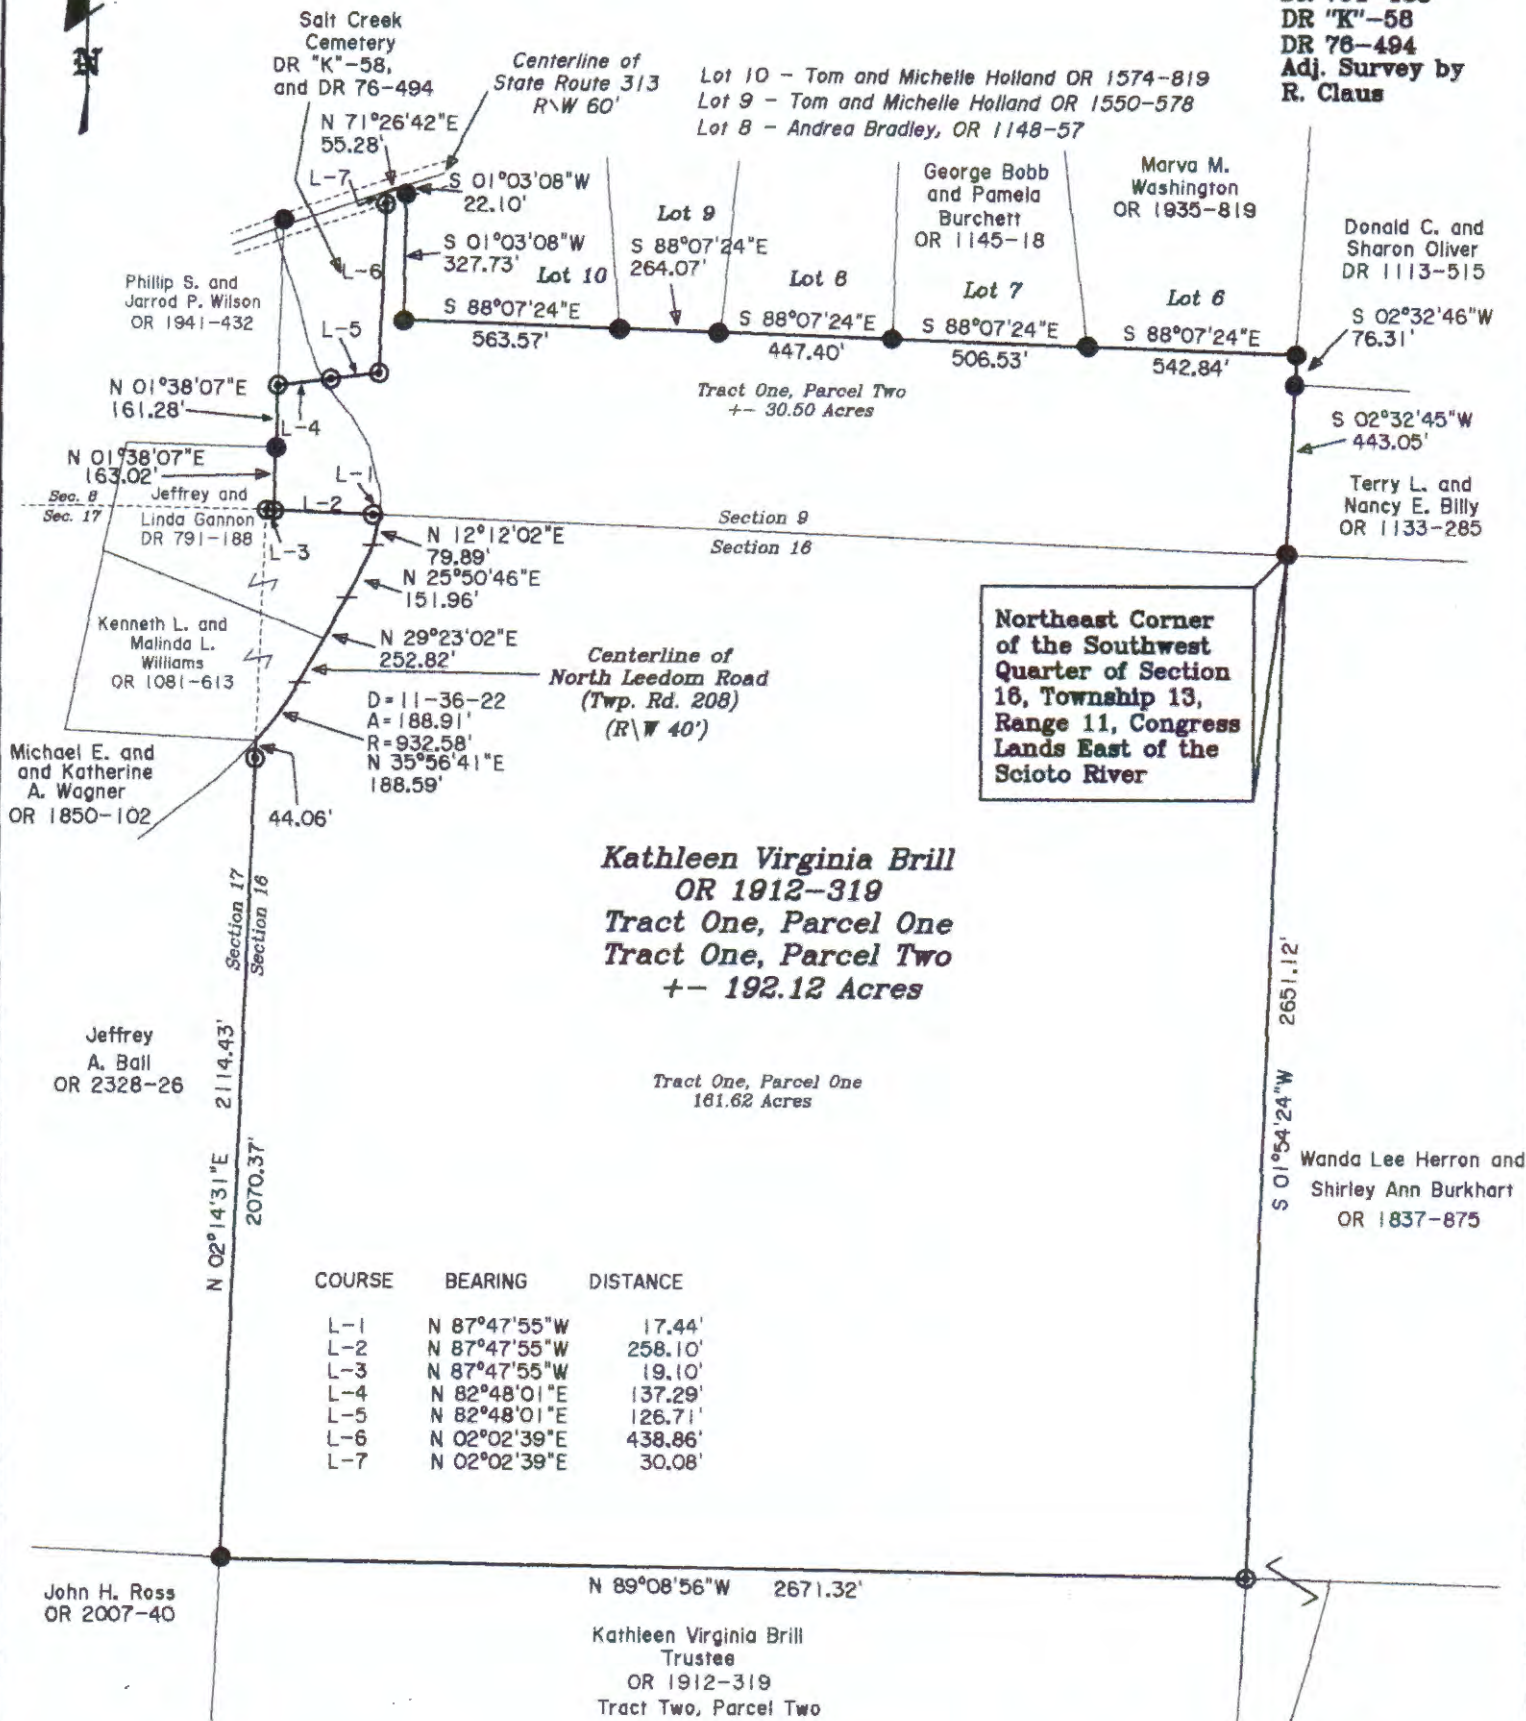 N
Salt Creek
Cemetery
DR "K"-58,
and DR 76-494
Centerline of
State Route 313
R\W 60'
Lot 10 - Tom and Michelle Holland OR 1574-819
Lot 9 - Tom and Michelle Holland OR 1550-578
Lot 8 - Andrea Bradley, OR 1148-57
DR "K"-58
DR 76-494
Adj. Survey by
R. Claus
N 71°26'42"E
55.28'
L-7
S 01°03'08"W
22.10'
L-6
S 01°03'08"W
327.73'
Lot 10
Lot 9
S 88°07'24"E
264.07'
George Bobb
and Pamela
Burchett
OR 1145-18
Marva M.
Washington
OR 1935-819
Donald C. and
Sharon Oliver
DR 1113-515
Phillip S. and
Jarrod P. Wilson
OR 1941-432
L-5
S 88°07'24"E
563.57'
Lot 8
S 88°07'24"E
447.40'
Lot 7
S 88°07'24"E
506.53'
Lot 6
S 88°07'24"E
542.84'
S 02°32'46"W
76.31'
N 01°38'07"E
161.28'
L-4
Tract One, Parcel Two
+- 30.50 Acres
S 02°32'45"W
443.05'
N 01°38'07"E
163.02'
L-1
Sec. 8
Sec. 17
Jeffrey and
Linda Gannon
DR 791-188
L-2
L-3
Section 9
Section 16
Terry L. and
Nancy E. Billy
OR 1133-285
N 12°12'02"E
79.89'
N 25°50'46"E
151.96'
Kenneth L. and
Malinda L.
Williams
OR 1081-613
N 29°23'02"E
252.82'
Centerline of
North Leedom Road
(Twp. Rd. 208)
(R\W 40')
Northeast Corner
of the Southwest
Quarter of Section
16, Township 13,
Range 11, Congress
Lands East of the
Scioto River
D=11-36-22
A=188.91'
R=932.58'
N 35°56'41"E
188.59'
Michael E. and
and Katherine
A. Wagner
OR 1850-102
44.06'
Section 17
Section 16
Kathleen Virginia Brill
OR 1912-319
Tract One, Parcel One
Tract One, Parcel Two
+- 192.12 Acres
Jeffrey
A. Ball
OR 2328-26
N 02°14'31"E 2114.43'
2070.37'
Tract One, Parcel One
161.62 Acres
S 01°54'24"W 2651.12'
Wanda Lee Herron and
Shirley Ann Burkhart
OR 1837-875
COURSE BEARING DISTANCE
L-1 N 87°47'55"W 17.44'
L-2 N 87°47'55"W 258.10'
L-3 N 87°47'55"W 19.10'
L-4 N 82°48'01"E 137.29'
L-5 N 82°48'01"E 126.71'
L-6 N 02°02'39"E 438.86'
L-7 N 02°02'39"E 30.08'
John H. Ross
OR 2007-40
N 89°08'56"W 2671.32'
Kathleen Virginia Brill
Trustee
OR 1912-319
Tract Two, Parcel Two